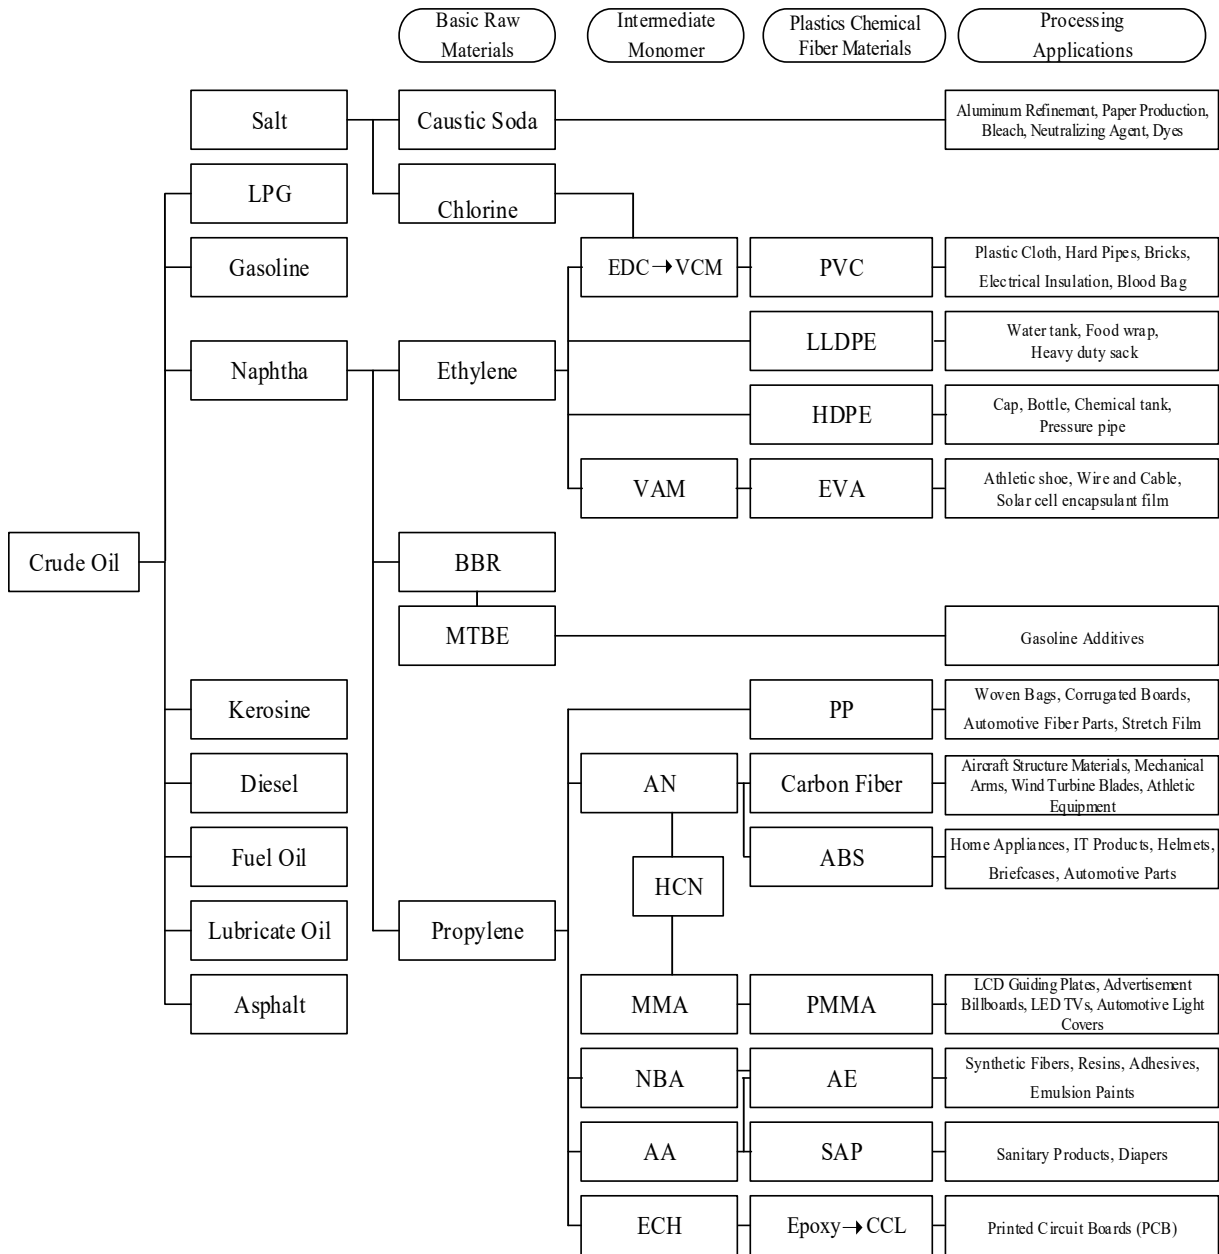 Basic Raw
Materials
Intermediate
Monomer
Plastics Chemical
Fiber Materials
Processing
Applications
Salt
Caustic Soda
Aluminum Refinement, Paper Production,
Bleach, Neutralizing Agent, Dyes
LPG
Chlorine
Gasoline
EDC → VCM
PVC
Plastic Cloth, Hard Pipes, Bricks,
Electrical Insulation, Blood Bag
LLDPE
Water tank, Food wrap,
Heavy duty sack
Naphtha
Ethylene
HDPE
Cap, Bottle, Chemical tank,
Pressure pipe
VAM
EVA
Athletic shoe, Wire and Cable,
Solar cell encapsulant film
Crude Oil
BBR
MTBE
Gasoline Additives
Kerosine
PP
Woven Bags, Corrugated Boards,
Automotive Fiber Parts, Stretch Film
Diesel
AN
Carbon Fiber
Aircraft Structure Materials, Mechanical
Arms, Wind Turbine Blades, Athletic
Equipment
Fuel Oil
HCN
ABS
Home Appliances, IT Products, Helmets,
Briefcases, Automotive Parts
Lubricate Oil
Propylene
Asphalt
MMA
PMMA
LCD Guiding Plates, Advertisement
Billboards, LED TVs, Automotive Light
Covers
NBA
AE
Synthetic Fibers, Resins, Adhesives,
Emulsion Paints
AA
SAP
Sanitary Products, Diapers
ECH
Epoxy → CCL
Printed Circuit Boards (PCB)